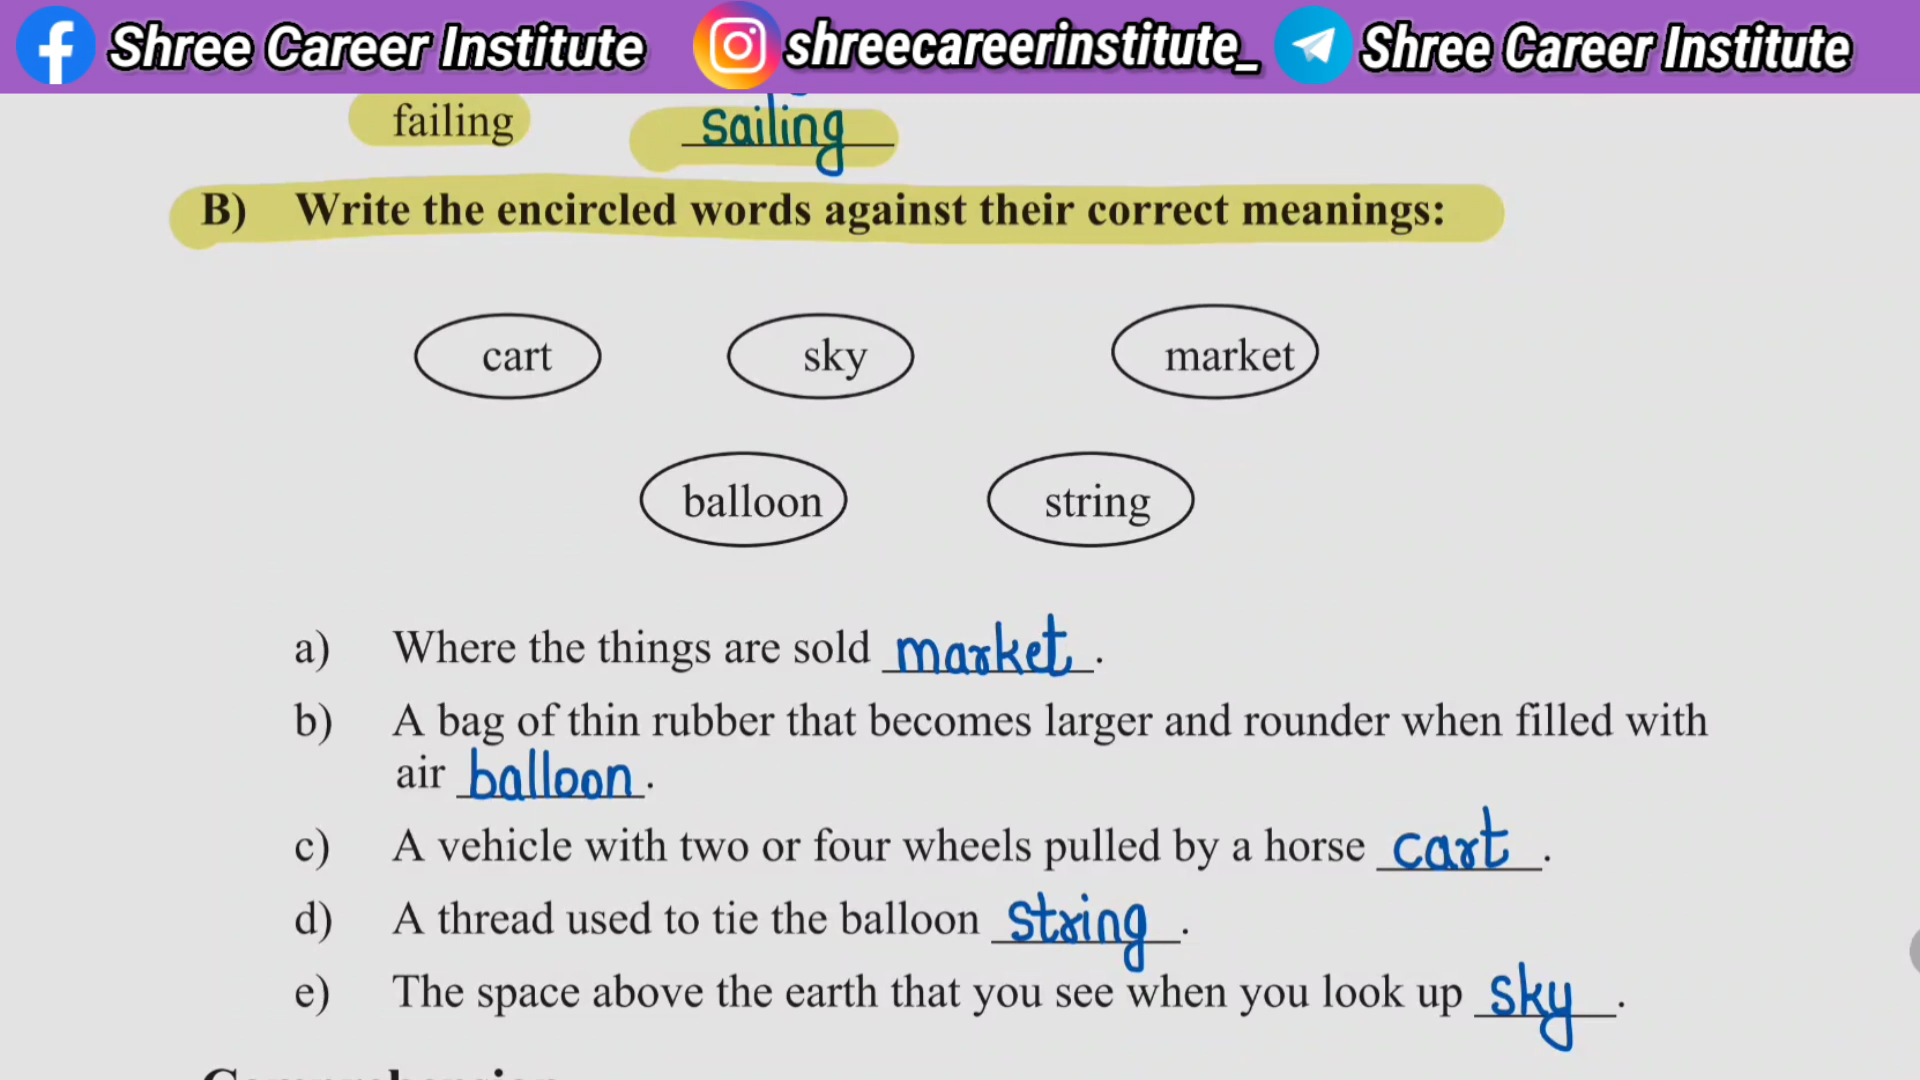 Shree Career Institute shreecareerinstitute_ Shree Career Institute
failing sailing
B) Write the encircled words against their correct meanings:
cart sky market
balloon string
a) Where the things are sold market.
b) A bag of thin rubber that becomes larger and rounder when filled with
air balloon.
c) A vehicle with two or four wheels pulled by a horse cart.
d) A thread used to tie the balloon string.
e) The space above the earth that you see when you look up sky.